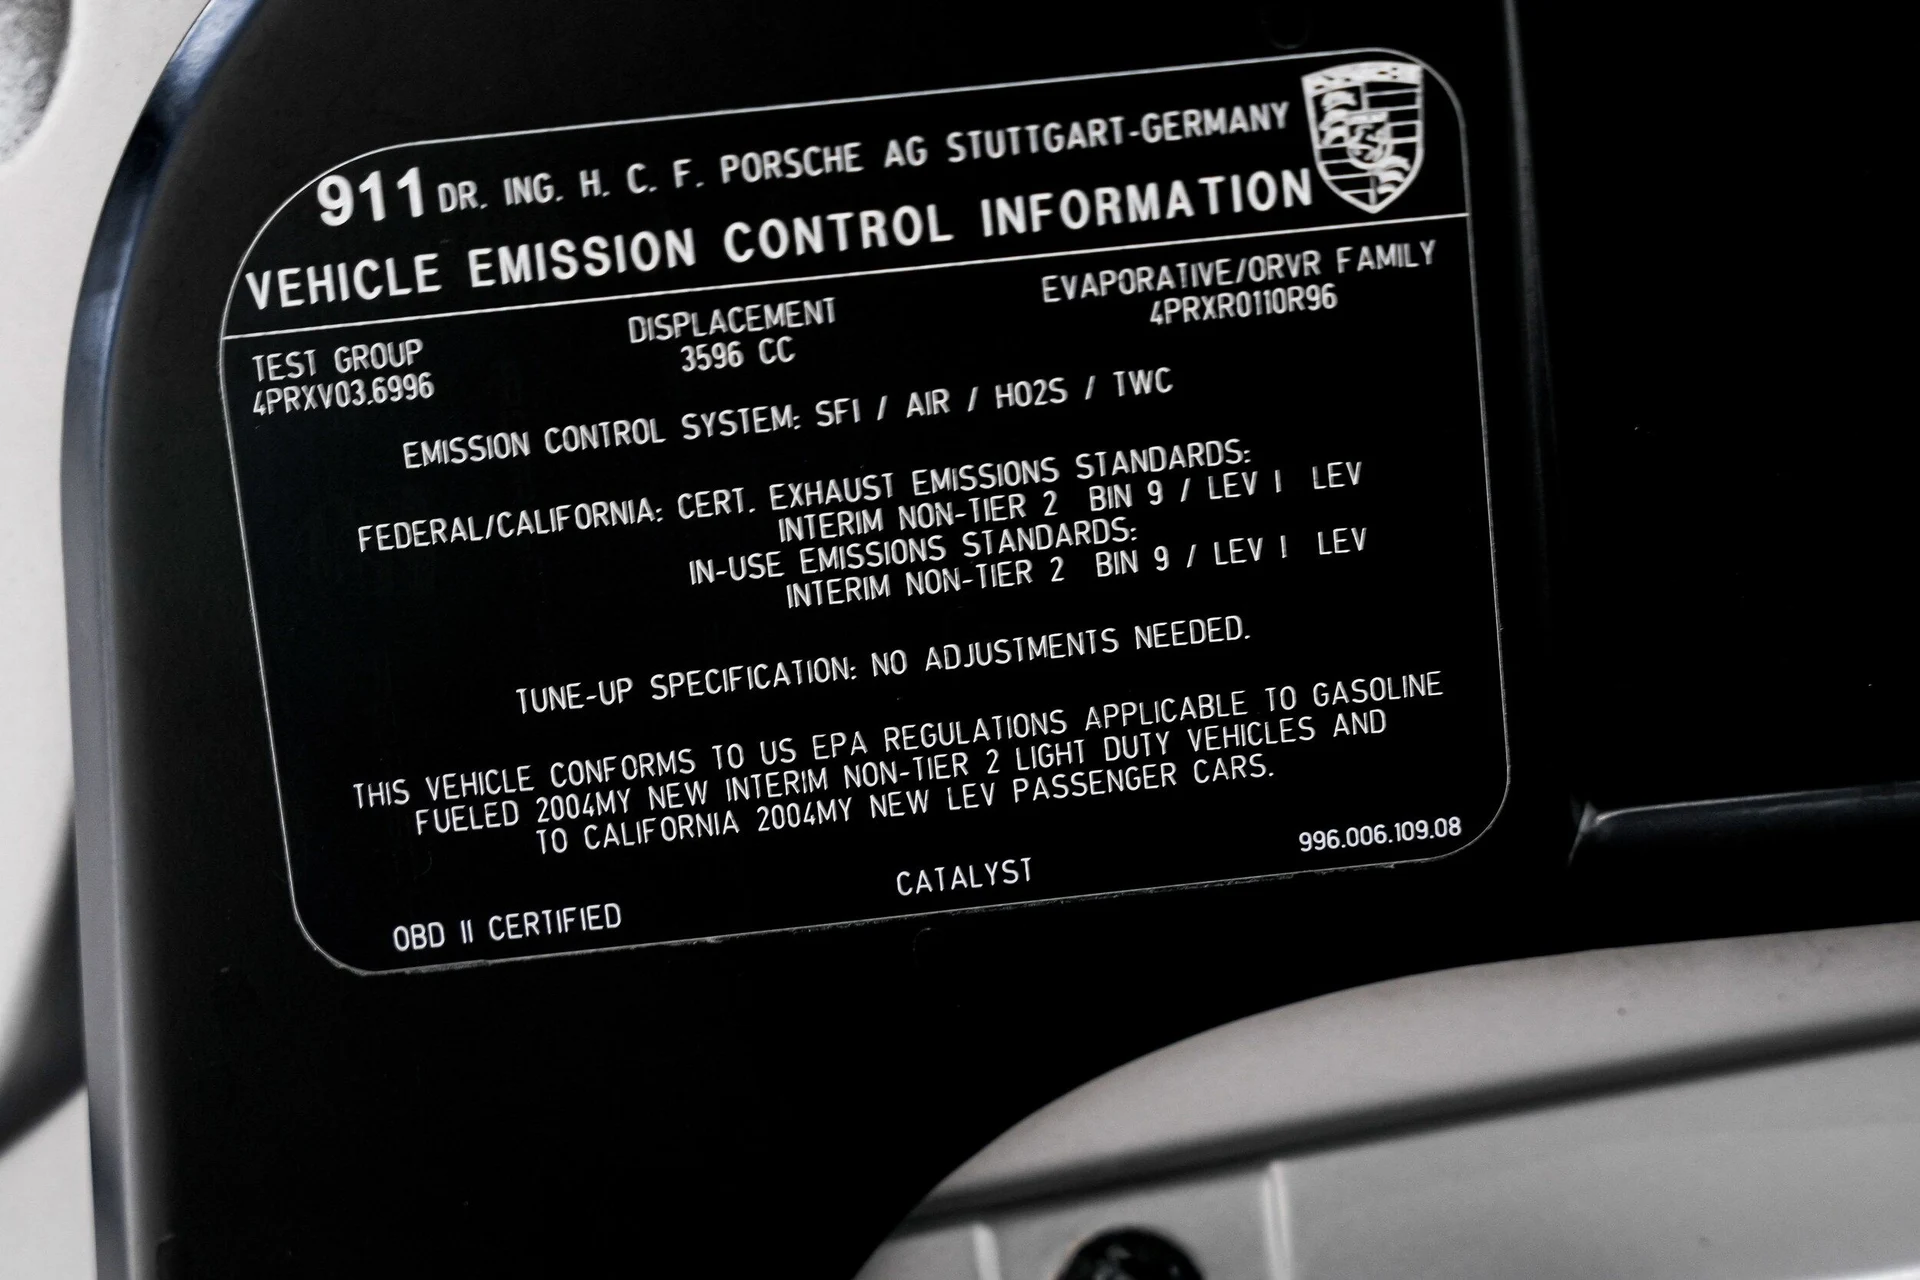 911 DR. ING. H. C. F. PORSCHE AG STUTTGART-GERMANY
VEHICLE EMISSION CONTROL INFORMATION
TEST GROUP
4PRXV03.6996
DISPLACEMENT
3596 CC
EVAPORATIVE/ORVR FAMILY
4PRXR0110R96
EMISSION CONTROL SYSTEM: SFI / AIR / HO2S / TWC
FEDERAL/CALIFORNIA: CERT. EXHAUST EMISSIONS STANDARDS:
INTERIM NON-TIER 2 BIN 9 / LEV I LEV
IN-USE EMISSIONS STANDARDS:
INTERIM NON-TIER 2 BIN 9 / LEV I LEV
TUNE-UP SPECIFICATION: NO ADJUSTMENTS NEEDED.
THIS VEHICLE CONFORMS TO US EPA REGULATIONS APPLICABLE TO GASOLINE
FUELED 2004MY NEW INTERIM NON-TIER 2 LIGHT DUTY VEHICLES AND
TO CALIFORNIA 2004MY NEW LEV PASSENGER CARS.
996.006.109.08
CATALYST
OBD II CERTIFIED